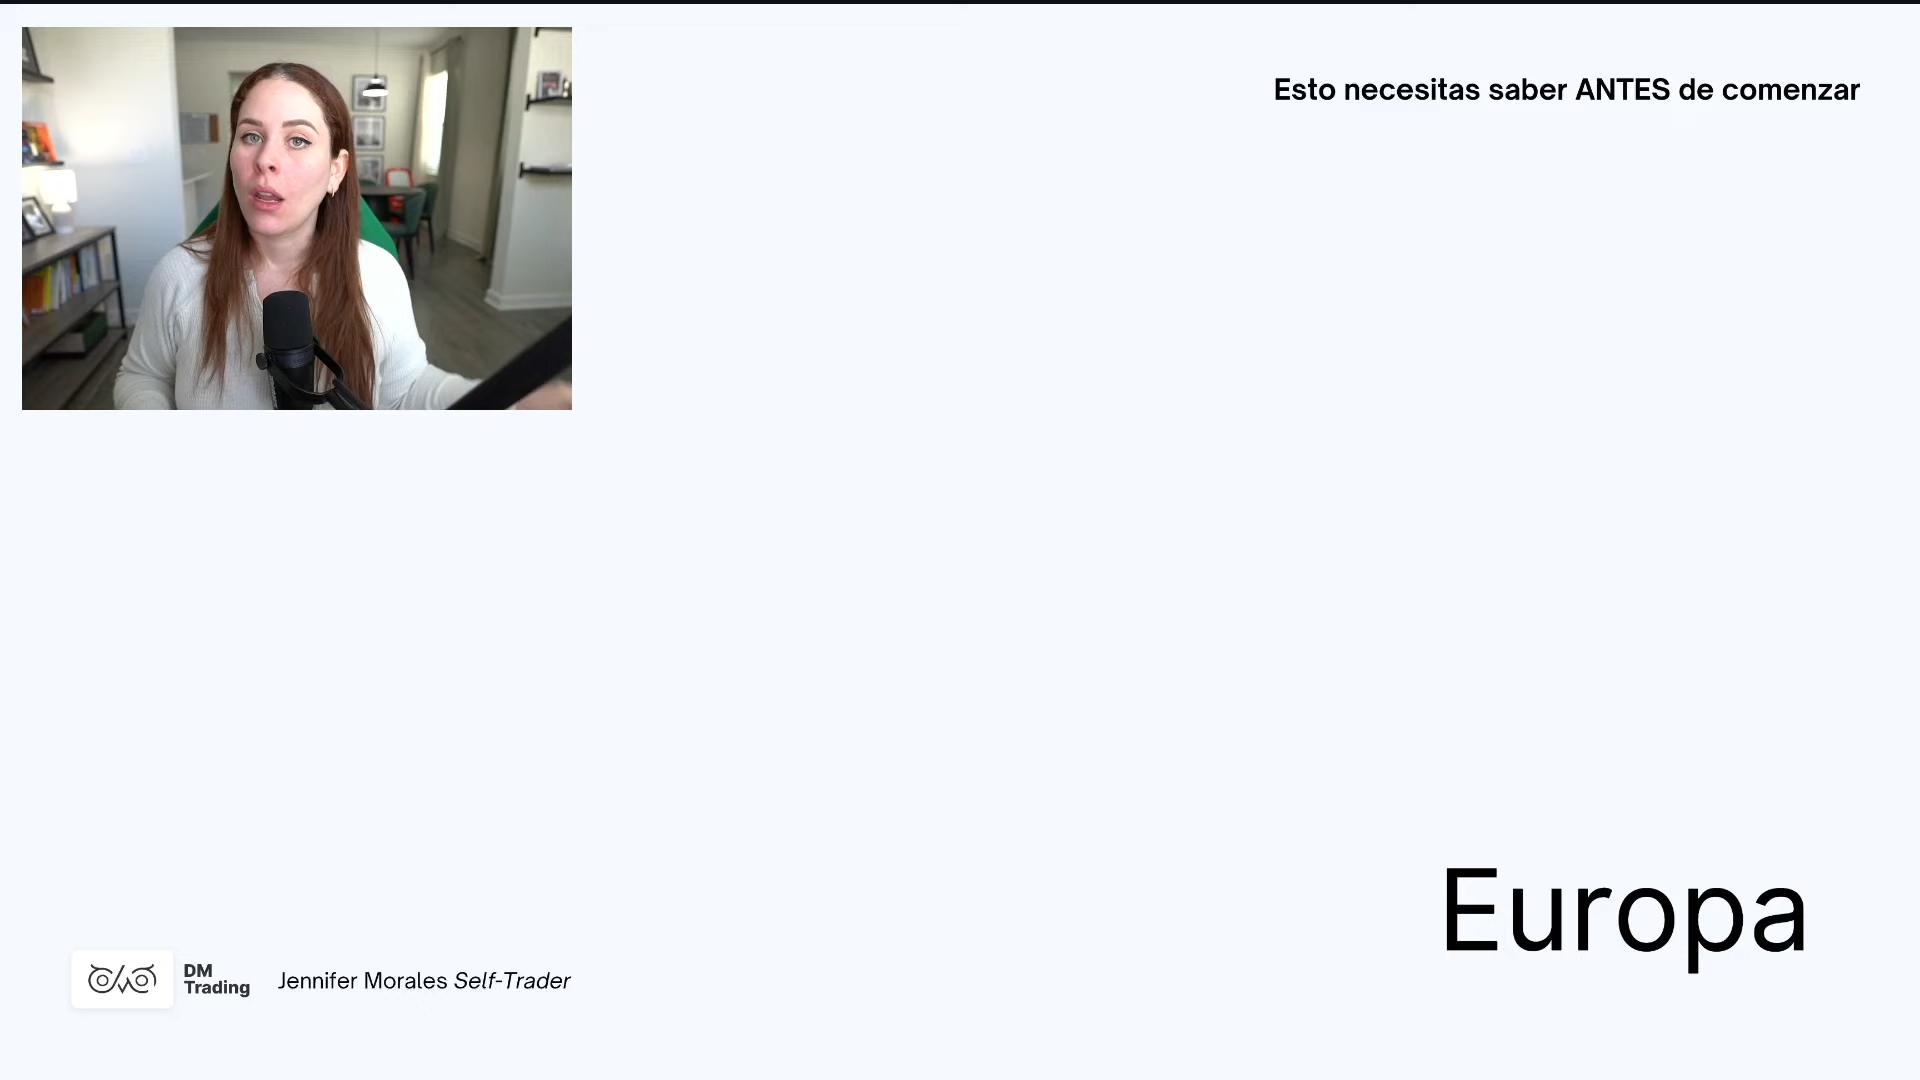 Esto necesitas saber ANTES de comenzar
Europa
DM
Trading
Jennifer Morales Self-Trader